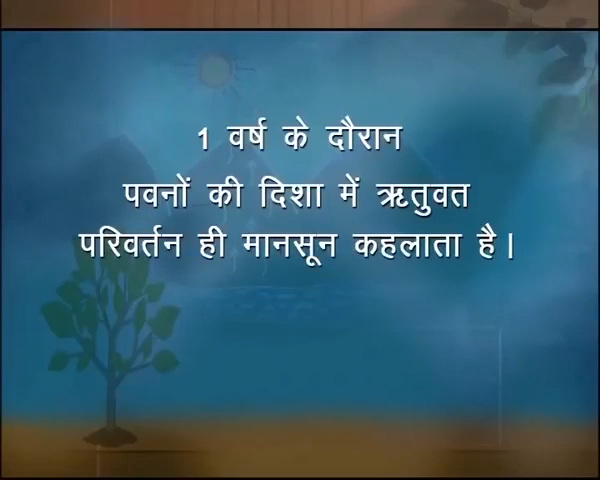 1 वर्ष के दौरान
पवनों की दिशा में ऋतुवत
परिवर्तन ही मानसून कहलाता है।